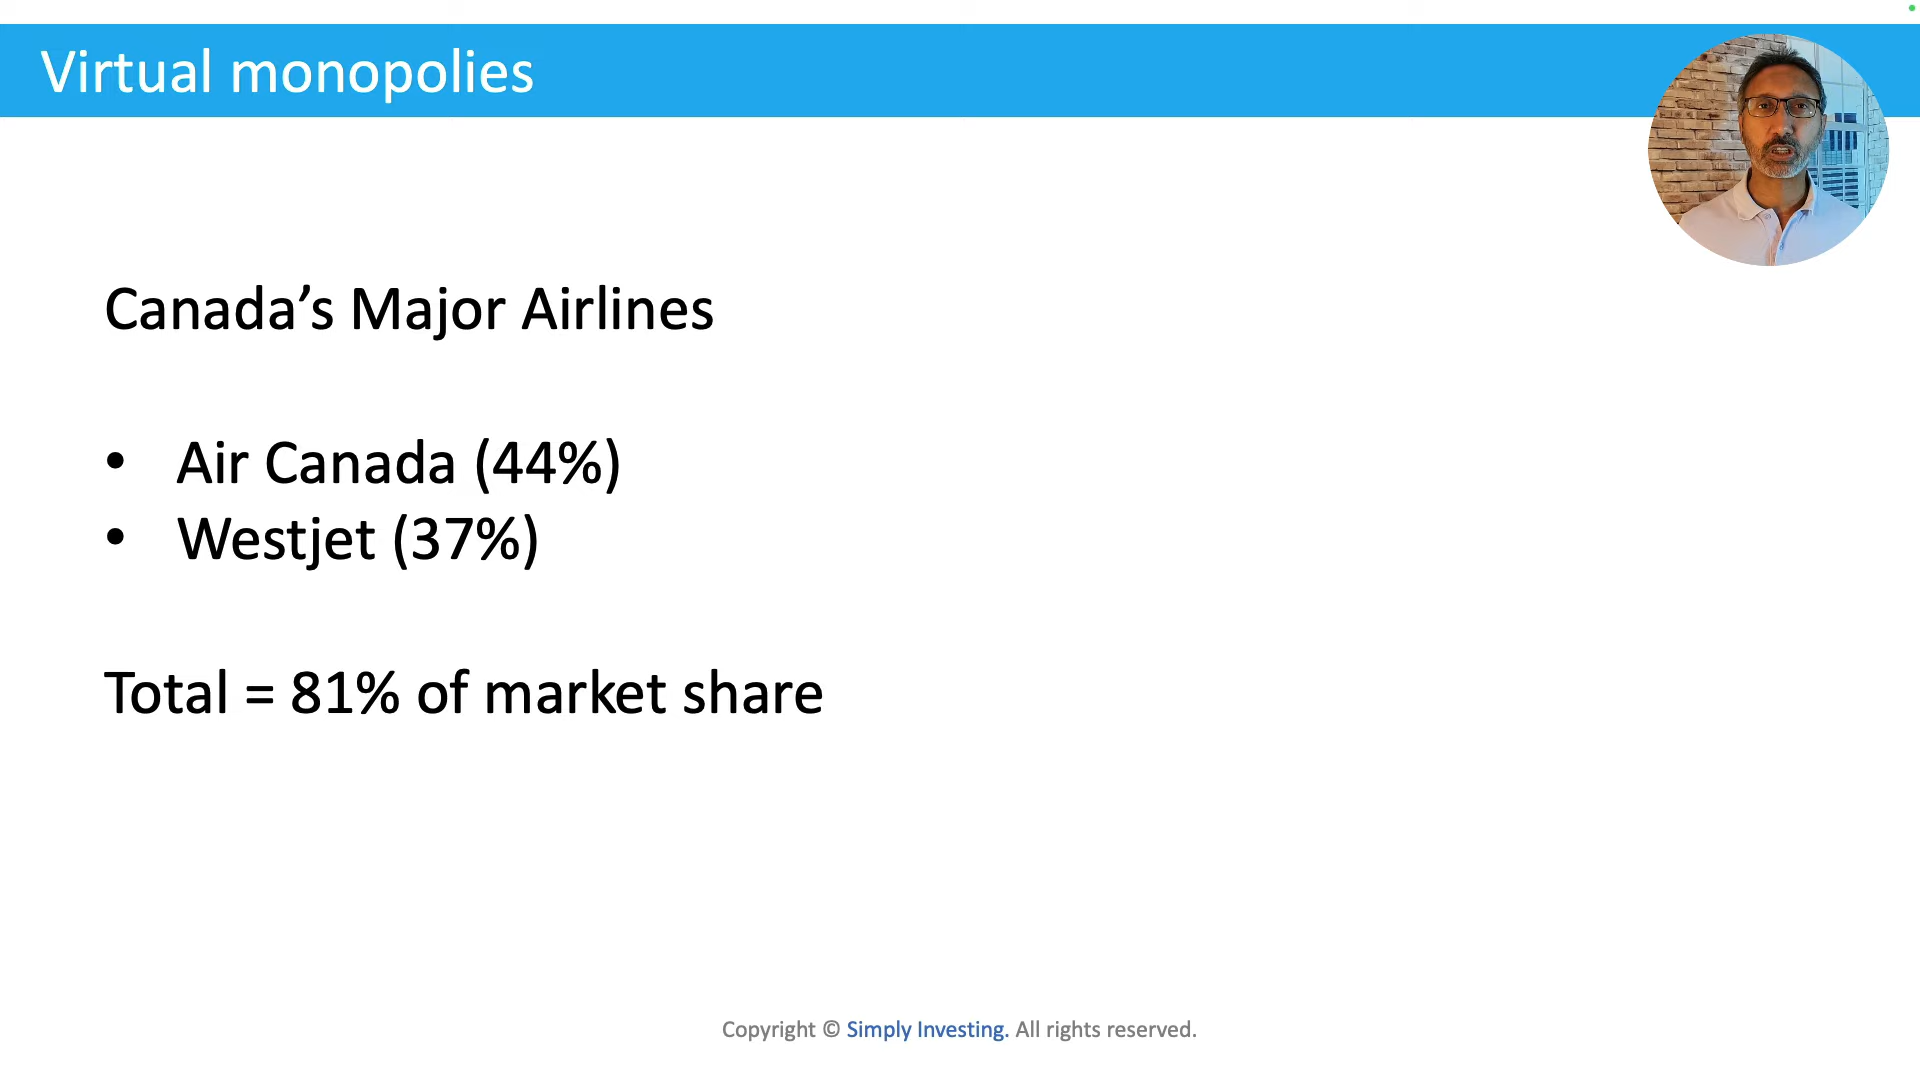 Virtual monopolies
Canada’s Major Airlines
• Air Canada (44%)
• Westjet (37%)
Total = 81% of market share
Copyright © Simply Investing. All rights reserved.